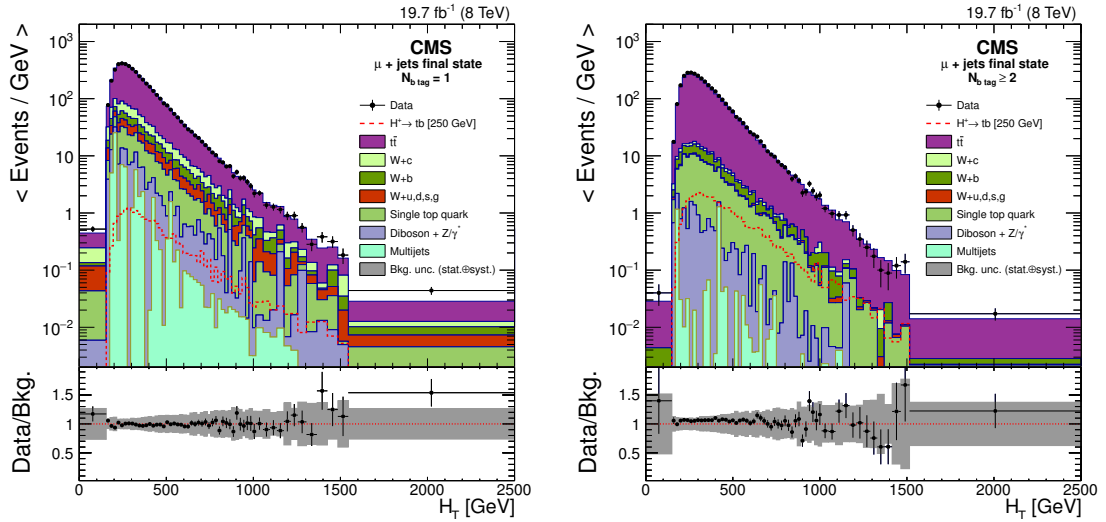 19.7 fb⁻¹ (8 TeV)
< Events / GeV >
10³
10²
10
1
10⁻¹
10⁻²
CMS
μ + jets final state
N_b tag = 1
Data
H⁺→ tb [250 GeV]
tt̄
W+c
W+b
W+u,d,s,g
Single top quark
Diboson + Z/γ*
Multijets
Bkg. unc. (stat.⊕syst.)
Data/Bkg.
1.5
1
0.5
0 500 1000 1500 2000 2500
H_T [GeV]
19.7 fb⁻¹ (8 TeV)
< Events / GeV >
10³
10²
10
1
10⁻¹
10⁻²
CMS
μ + jets final state
N_b tag ≥ 2
Data
H⁺→ tb [250 GeV]
tt̄
W+c
W+b
W+u,d,s,g
Single top quark
Diboson + Z/γ*
Multijets
Bkg. unc. (stat.⊕syst.)
Data/Bkg.
1.5
1
0.5
0 500 1000 1500 2000 2500
H_T [GeV]